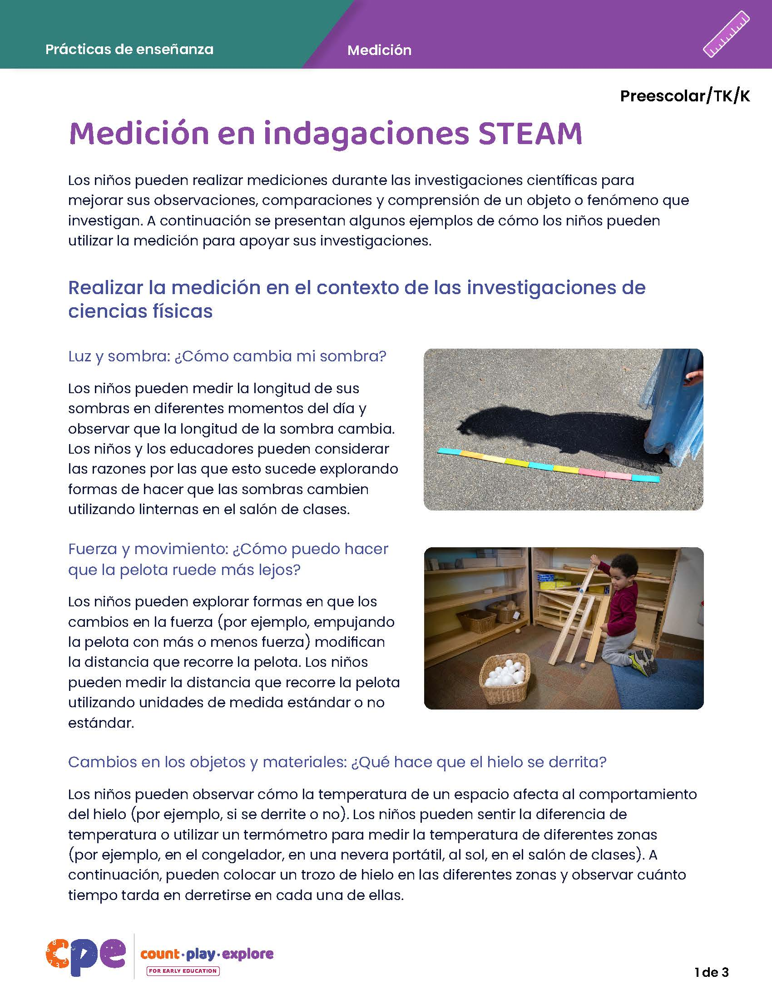 Prácticas de enseñanza
Medición
Preescolar/TK/K
Medición en indagaciones STEAM
Los niños pueden realizar mediciones durante las investigaciones científicas para
mejorar sus observaciones, comparaciones y comprensión de un objeto o fenómeno que
investigan. A continuación se presentan algunos ejemplos de cómo los niños pueden
utilizar la medición para apoyar sus investigaciones.
Realizar la medición en el contexto de las investigaciones de
ciencias físicas
Luz y sombra: ¿Cómo cambia mi sombra?
Los niños pueden medir la longitud de sus
sombras en diferentes momentos del día y
observar que la longitud de la sombra cambia.
Los niños y los educadores pueden considerar
las razones por las que esto sucede explorando
formas de hacer que las sombras cambien
utilizando linternas en el salón de clases.
Fuerza y movimiento: ¿Cómo puedo hacer
que la pelota ruede más lejos?
Los niños pueden explorar formas en que los
cambios en la fuerza (por ejemplo, empujando
la pelota con más o menos fuerza) modifican
la distancia que recorre la pelota. Los niños
pueden medir la distancia que recorre la pelota
utilizando unidades de medida estándar o no
estándar.
Cambios en los objetos y materiales: ¿Qué hace que el hielo se derrita?
Los niños pueden observar cómo la temperatura de un espacio afecta al comportamiento
del hielo (por ejemplo, si se derrite o no). Los niños pueden sentir la diferencia de
temperatura o utilizar un termómetro para medir la temperatura de diferentes zonas
(por ejemplo, en el congelador, en una nevera portátil, al sol, en el salón de clases). A
continuación, pueden colocar un trozo de hielo en las diferentes zonas y observar cuánto
tiempo tarda en derretirse en cada una de ellas.
cpe
count·play·explore
FOR EARLY EDUCATION
1 de 3